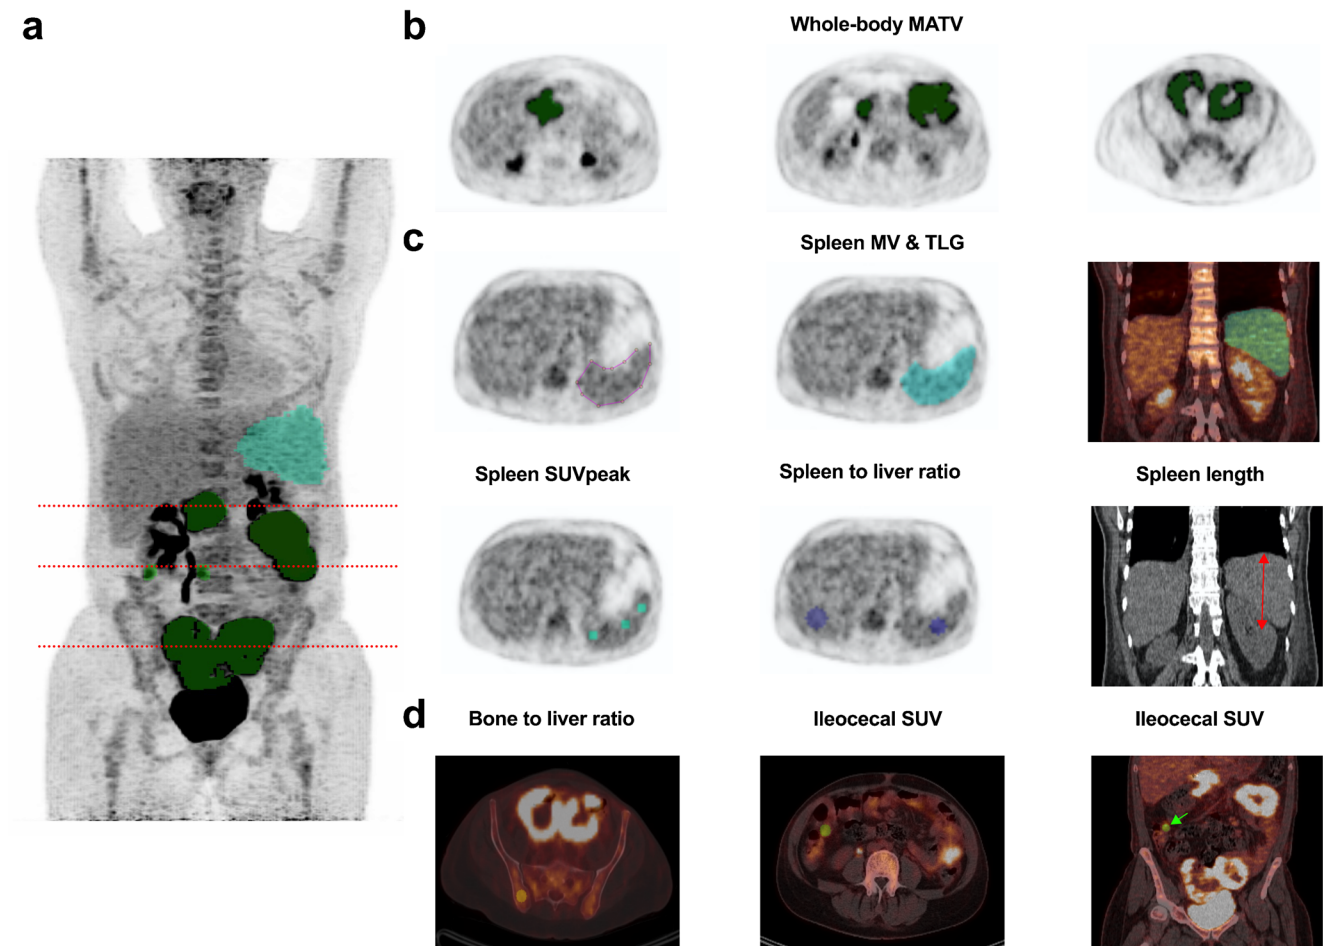 a
b
Whole-body MATV
c
Spleen MV & TLG
Spleen SUVpeak
Spleen to liver ratio
Spleen length
d
Bone to liver ratio
Ileocecal SUV
Ileocecal SUV